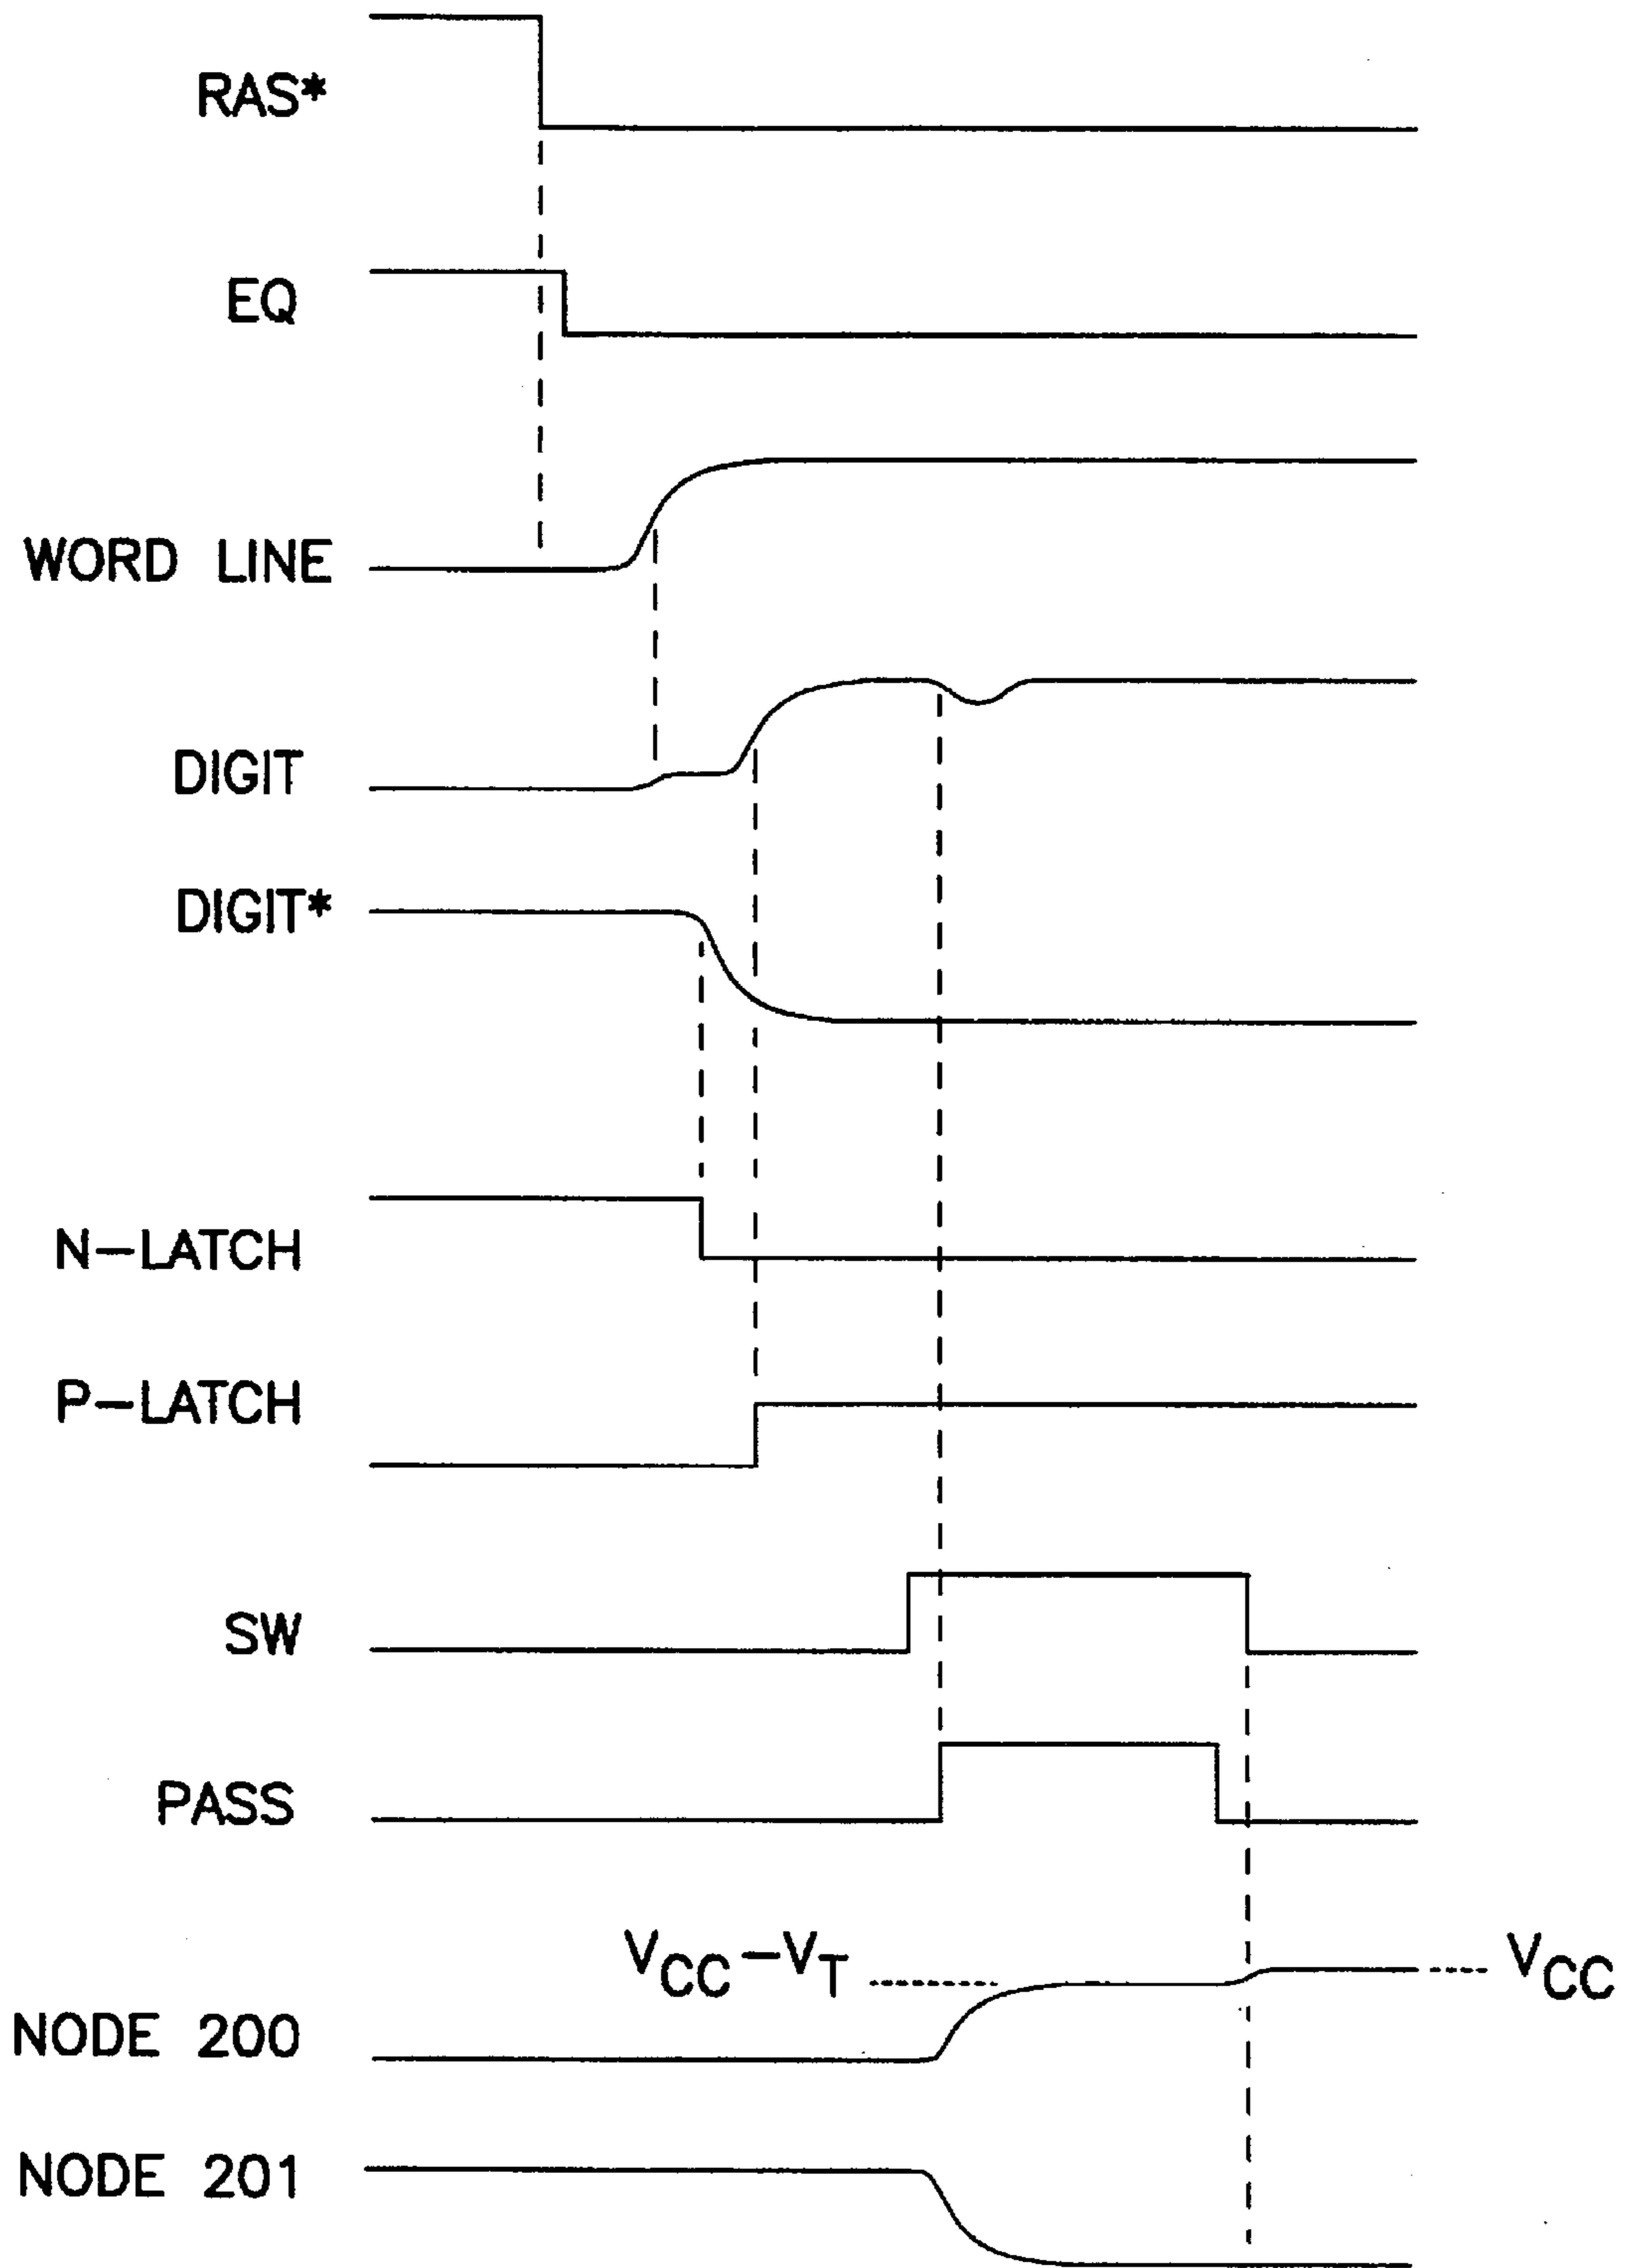 RAS*
EQ
WORD LINE
DIGIT
DIGIT*
N-LATCH
P-LATCH
SW
PASS
VCC-VT
VCC
NODE 200
NODE 201